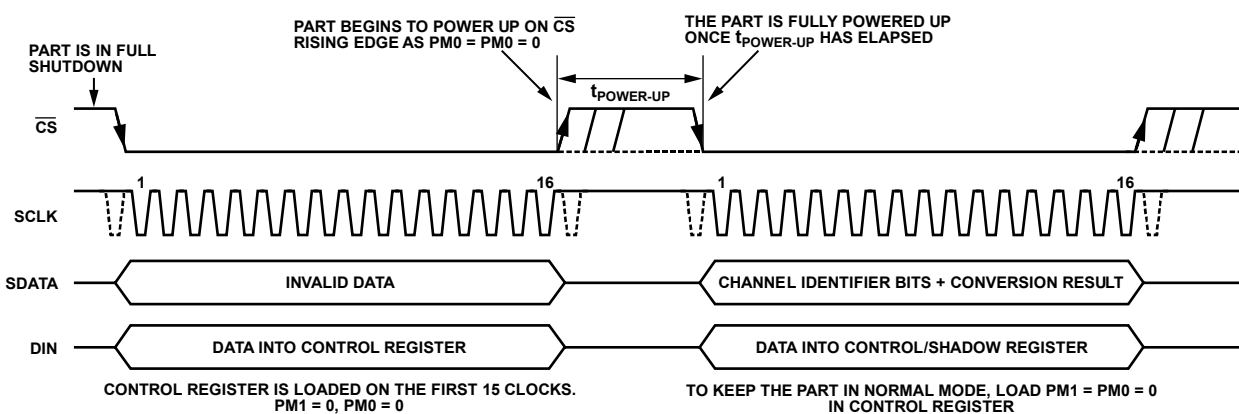 PART IS IN FULL
SHUTDOWN
PART BEGINS TO POWER UP ON CS
RISING EDGE AS PM0 = PM0 = 0
THE PART IS FULLY POWERED UP
ONCE tPOWER-UP HAS ELAPSED
tPOWER-UP
CS
SCLK
1
16
1
16
SDATA
INVALID DATA
CHANNEL IDENTIFIER BITS + CONVERSION RESULT
DIN
DATA INTO CONTROL REGISTER
DATA INTO CONTROL/SHADOW REGISTER
CONTROL REGISTER IS LOADED ON THE FIRST 15 CLOCKS.
PM1 = 0, PM0 = 0
TO KEEP THE PART IN NORMAL MODE, LOAD PM1 = PM0 = 0
IN CONTROL REGISTER